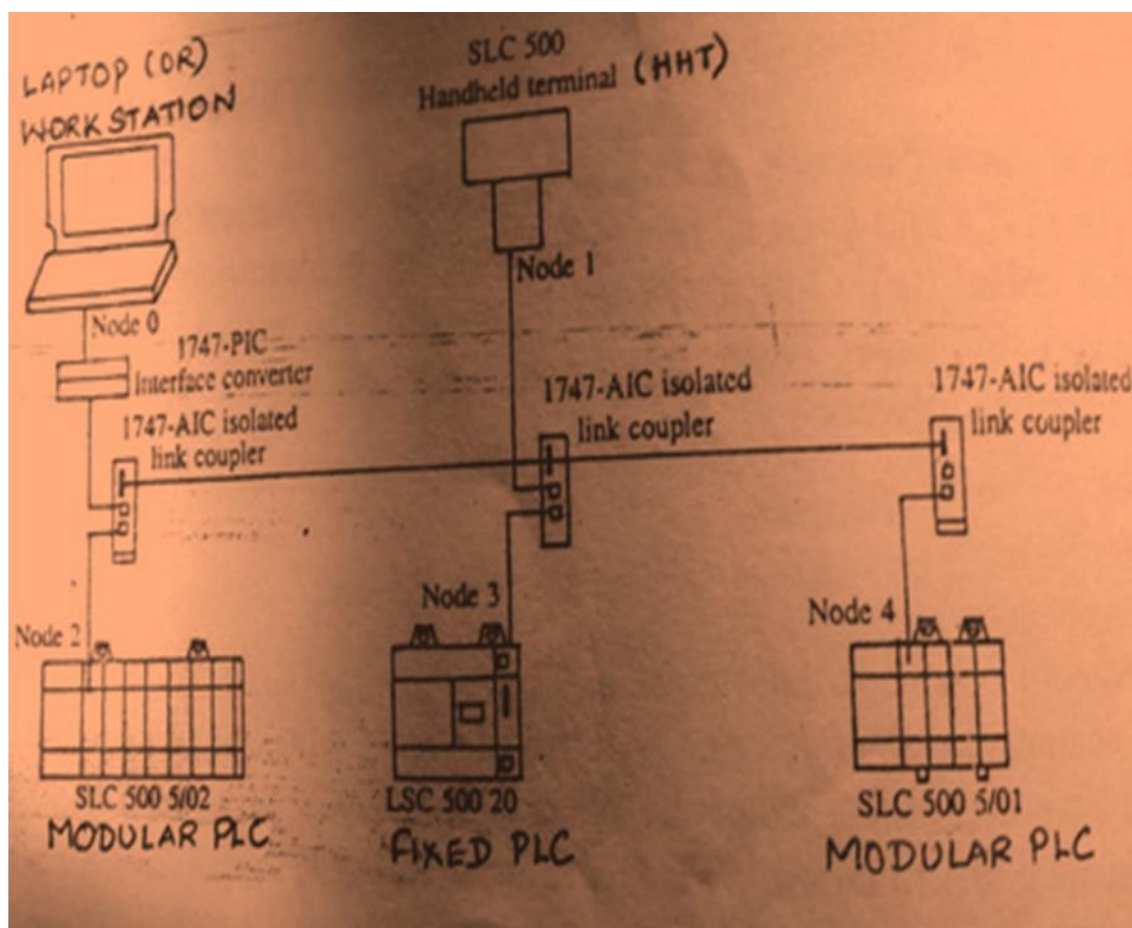 LAPTOP (OR)
WORKSTATION
SLC 500
Handheld terminal (HHT)
Node 0
Node 1
1747-PIC
Interface converter
1747-AIC isolated
link coupler
1747-AIC isolated
link coupler
1747-AIC isolated
link coupler
Node 2
Node 3
Node 4
SLC 500 5/02
MODULAR PLC
LSC 500 20
FIXED PLC
SLC 500 5/01
MODULAR PLC